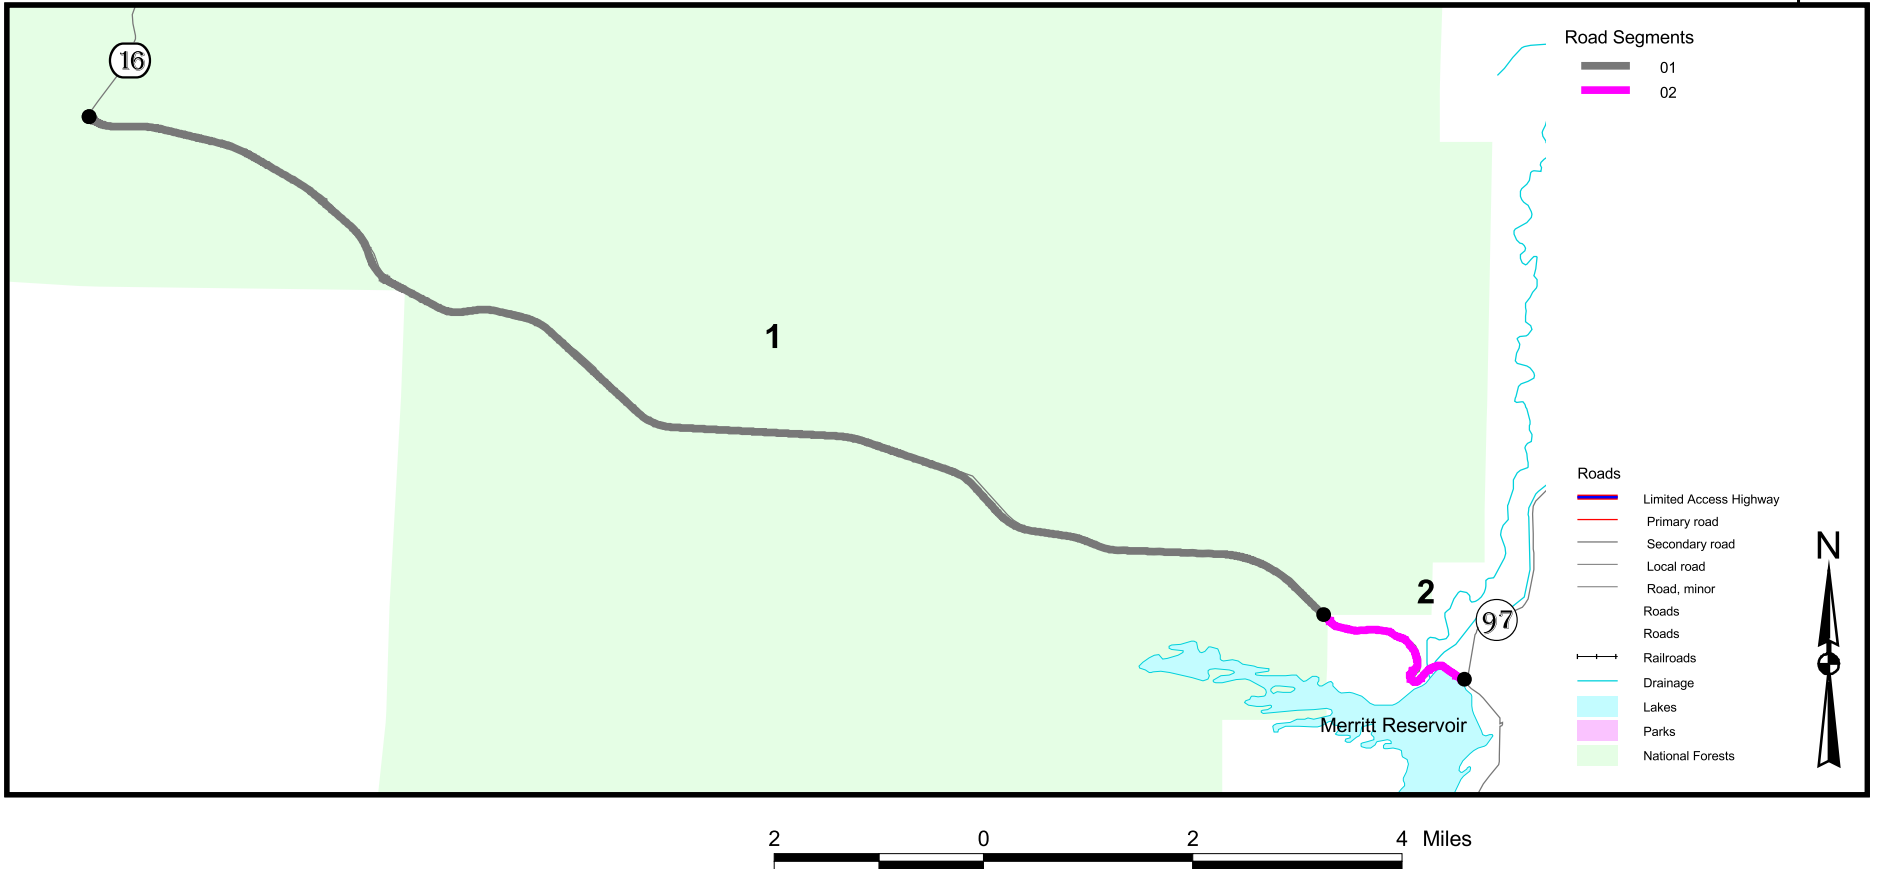 16
Road Segments
01
02
1
Roads
Limited Access Highway
Primary road
Secondary road
Local road
Road, minor
Roads
Roads
Railroads
Drainage
Lakes
Parks
National Forests
N
2
97
Merritt Reservoir
2 0 2 4 Miles